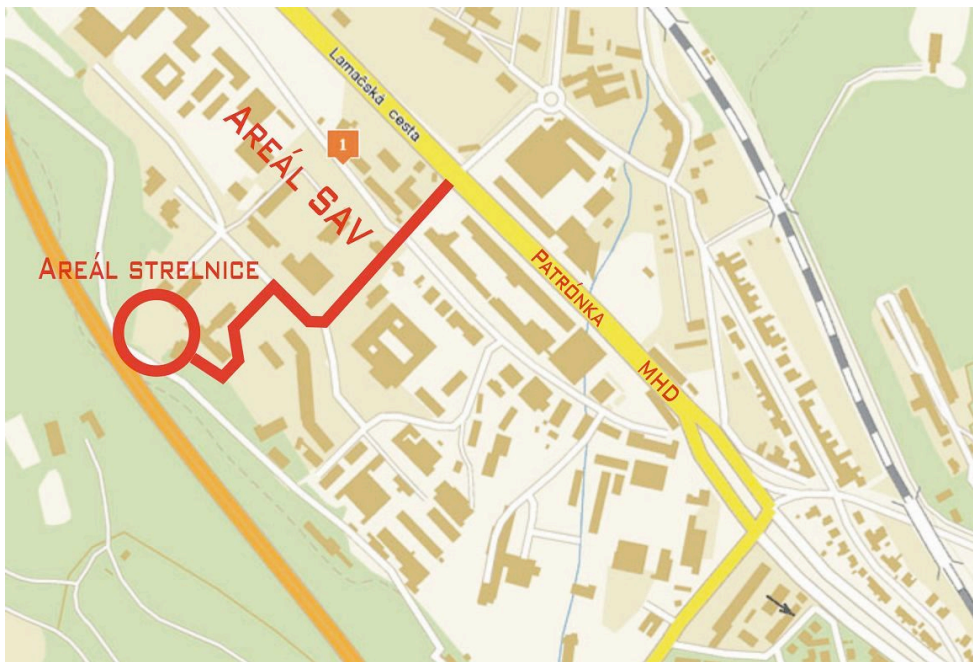 Lamačská cesta
1
AREÁL SAV
AREÁL STRELNICE
PATRÓNKA
MHD